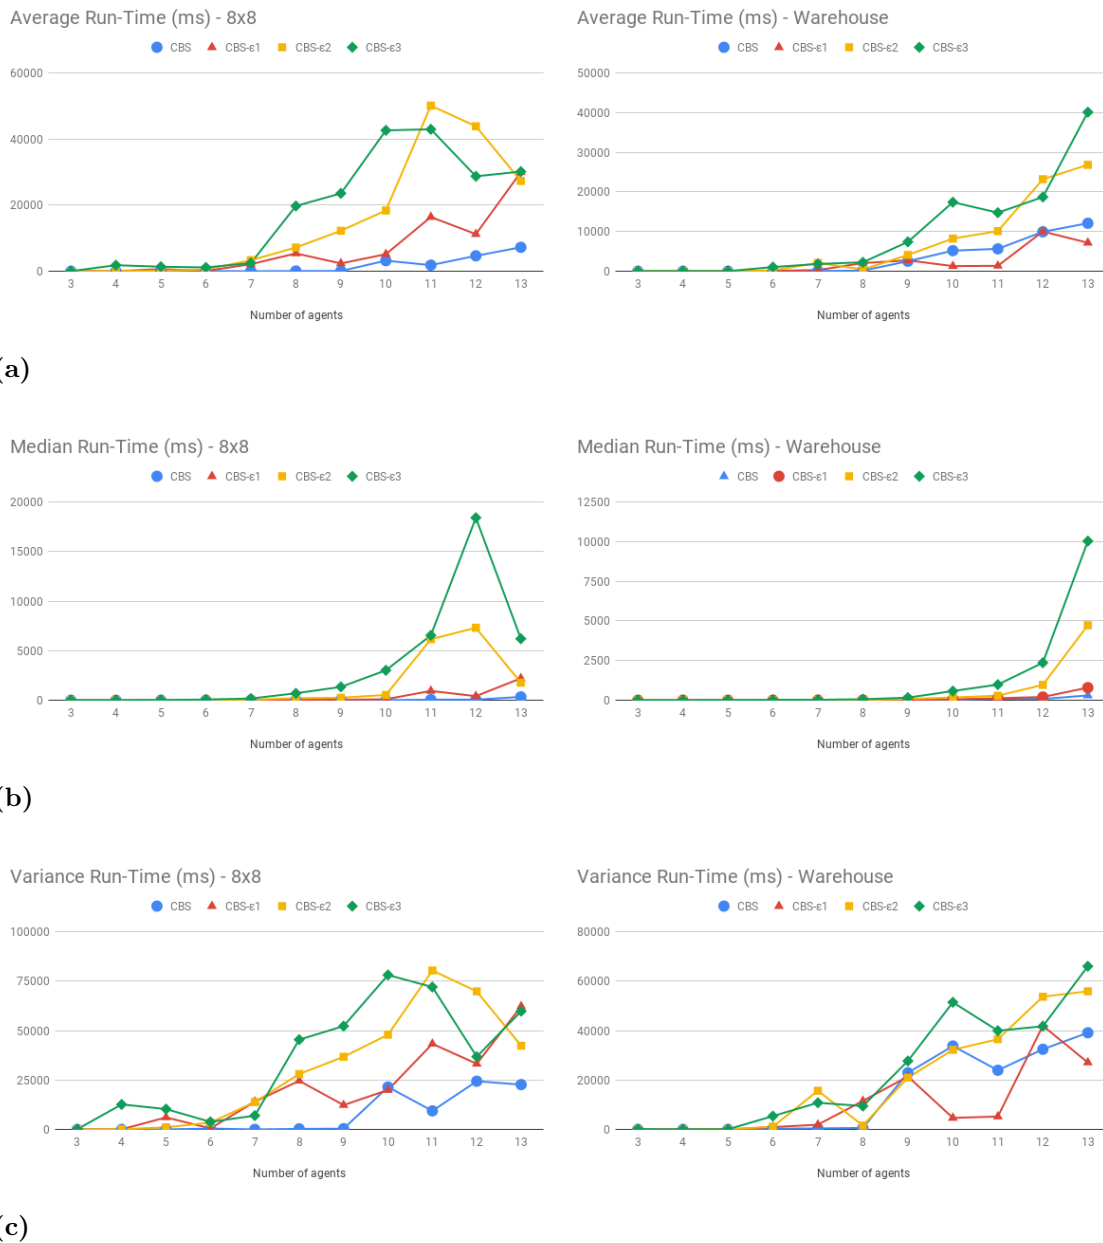 Average Run-Time (ms) - 8x8
CBS CBS-ε1 CBS-ε2 CBS-ε3
60000
40000
20000
0
3 4 5 6 7 8 9 10 11 12 13
Number of agents
Average Run-Time (ms) - Warehouse
CBS CBS-ε1 CBS-ε2 CBS-ε3
50000
40000
30000
20000
10000
0
3 4 5 6 7 8 9 10 11 12 13
Number of agents
(a)
Median Run-Time (ms) - 8x8
CBS CBS-ε1 CBS-ε2 CBS-ε3
20000
15000
10000
5000
0
3 4 5 6 7 8 9 10 11 12 13
Number of agents
Median Run-Time (ms) - Warehouse
CBS CBS-ε1 CBS-ε2 CBS-ε3
12500
10000
7500
5000
2500
0
3 4 5 6 7 8 9 10 11 12 13
Number of agents
(b)
Variance Run-Time (ms) - 8x8
CBS CBS-ε1 CBS-ε2 CBS-ε3
100000
75000
50000
25000
0
3 4 5 6 7 8 9 10 11 12 13
Number of agents
Variance Run-Time (ms) - Warehouse
CBS CBS-ε1 CBS-ε2 CBS-ε3
80000
60000
40000
20000
0
3 4 5 6 7 8 9 10 11 12 13
Number of agents
(c)